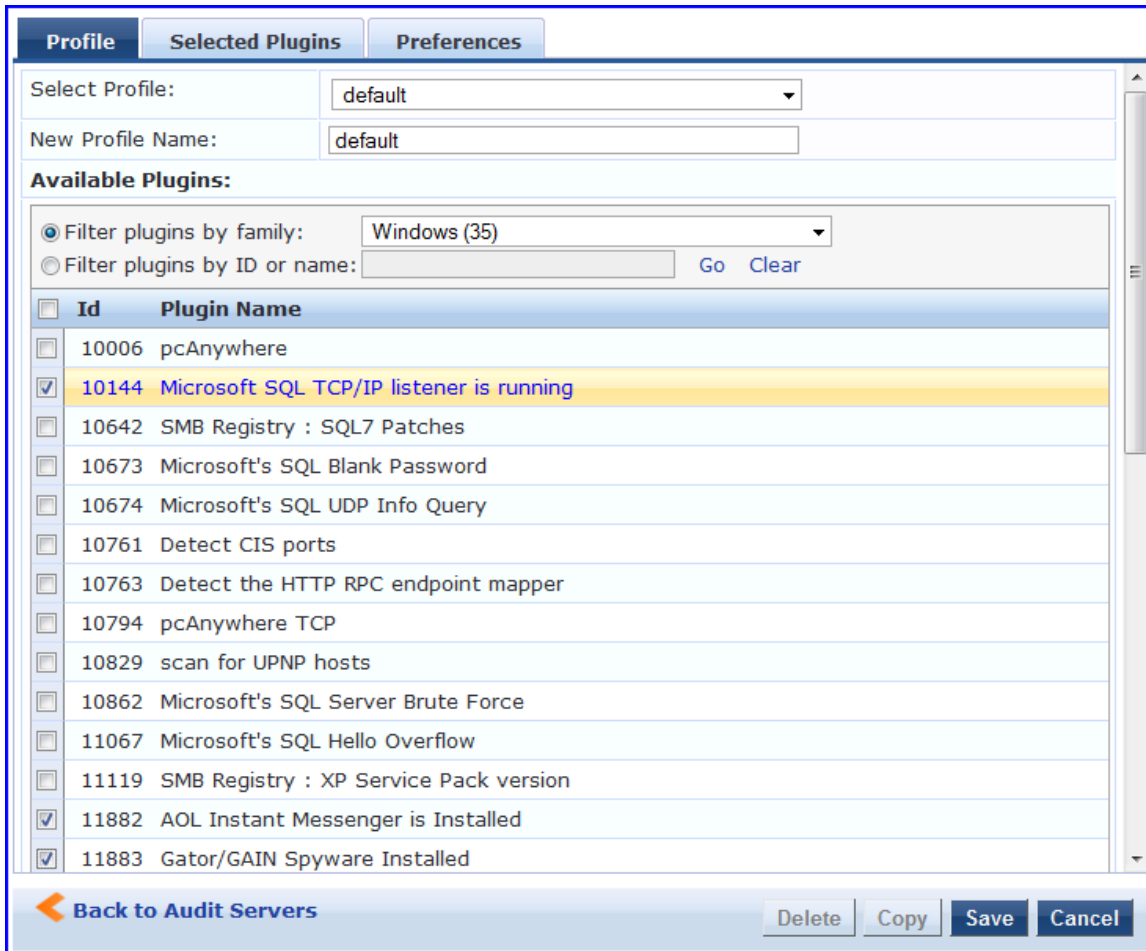 Profile Selected Plugins Preferences
Select Profile: default
New Profile Name: default
Available Plugins:
Filter plugins by family: Windows (35)
Filter plugins by ID or name: Go Clear
Id Plugin Name
10006 pcAnywhere
10144 Microsoft SQL TCP/IP listener is running
10642 SMB Registry : SQL7 Patches
10673 Microsoft's SQL Blank Password
10674 Microsoft's SQL UDP Info Query
10761 Detect CIS ports
10763 Detect the HTTP RPC endpoint mapper
10794 pcAnywhere TCP
10829 scan for UPNP hosts
10862 Microsoft's SQL Server Brute Force
11067 Microsoft's SQL Hello Overflow
11119 SMB Registry : XP Service Pack version
11882 AOL Instant Messenger is Installed
11883 Gator/GAIN Spyware Installed
Back to Audit Servers Delete Copy Save Cancel